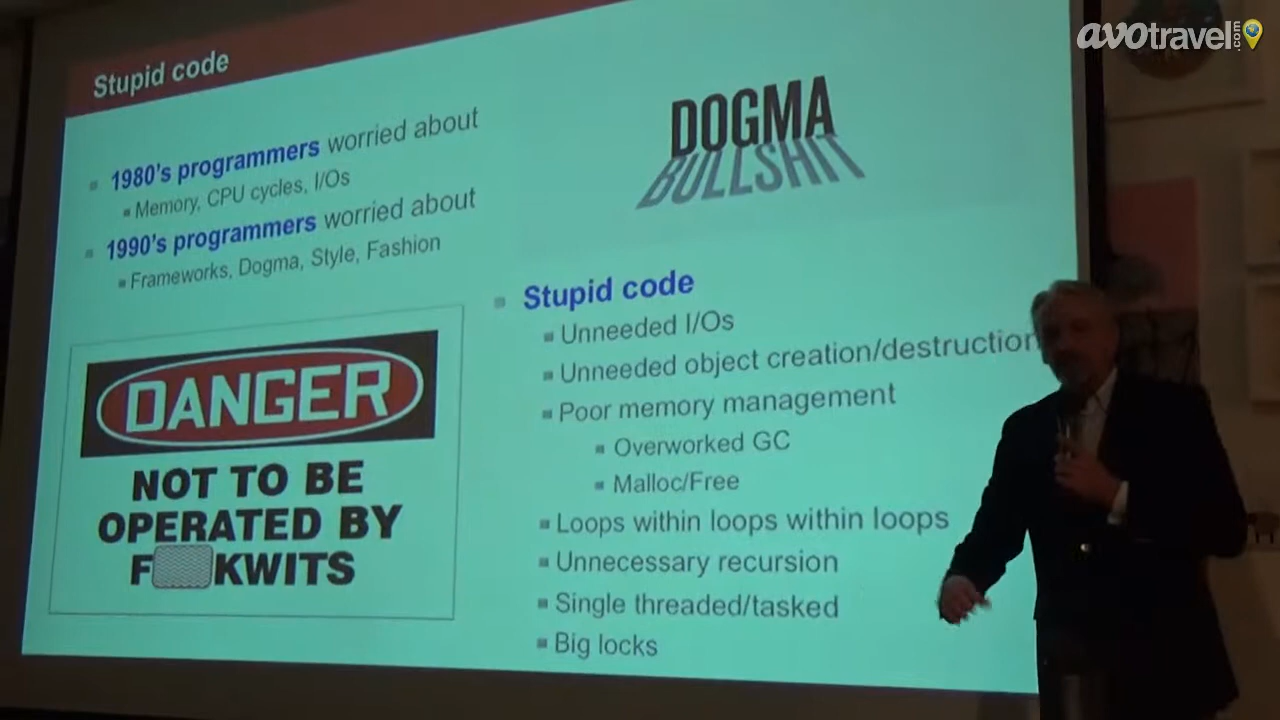 avotravel.com
Stupid code
1980's programmers worried about
Memory, CPU cycles, I/Os
1990's programmers worried about
Frameworks, Dogma, Style, Fashion
DOGMA
BULLSHIT
DANGER
NOT TO BE
OPERATED BY
F KWITS
Stupid code
Unneeded I/Os
Unneeded object creation/destruction
Poor memory management
Overworked GC
Malloc/Free
Loops within loops within loops
Unnecessary recursion
Single threaded/tasked
Big locks